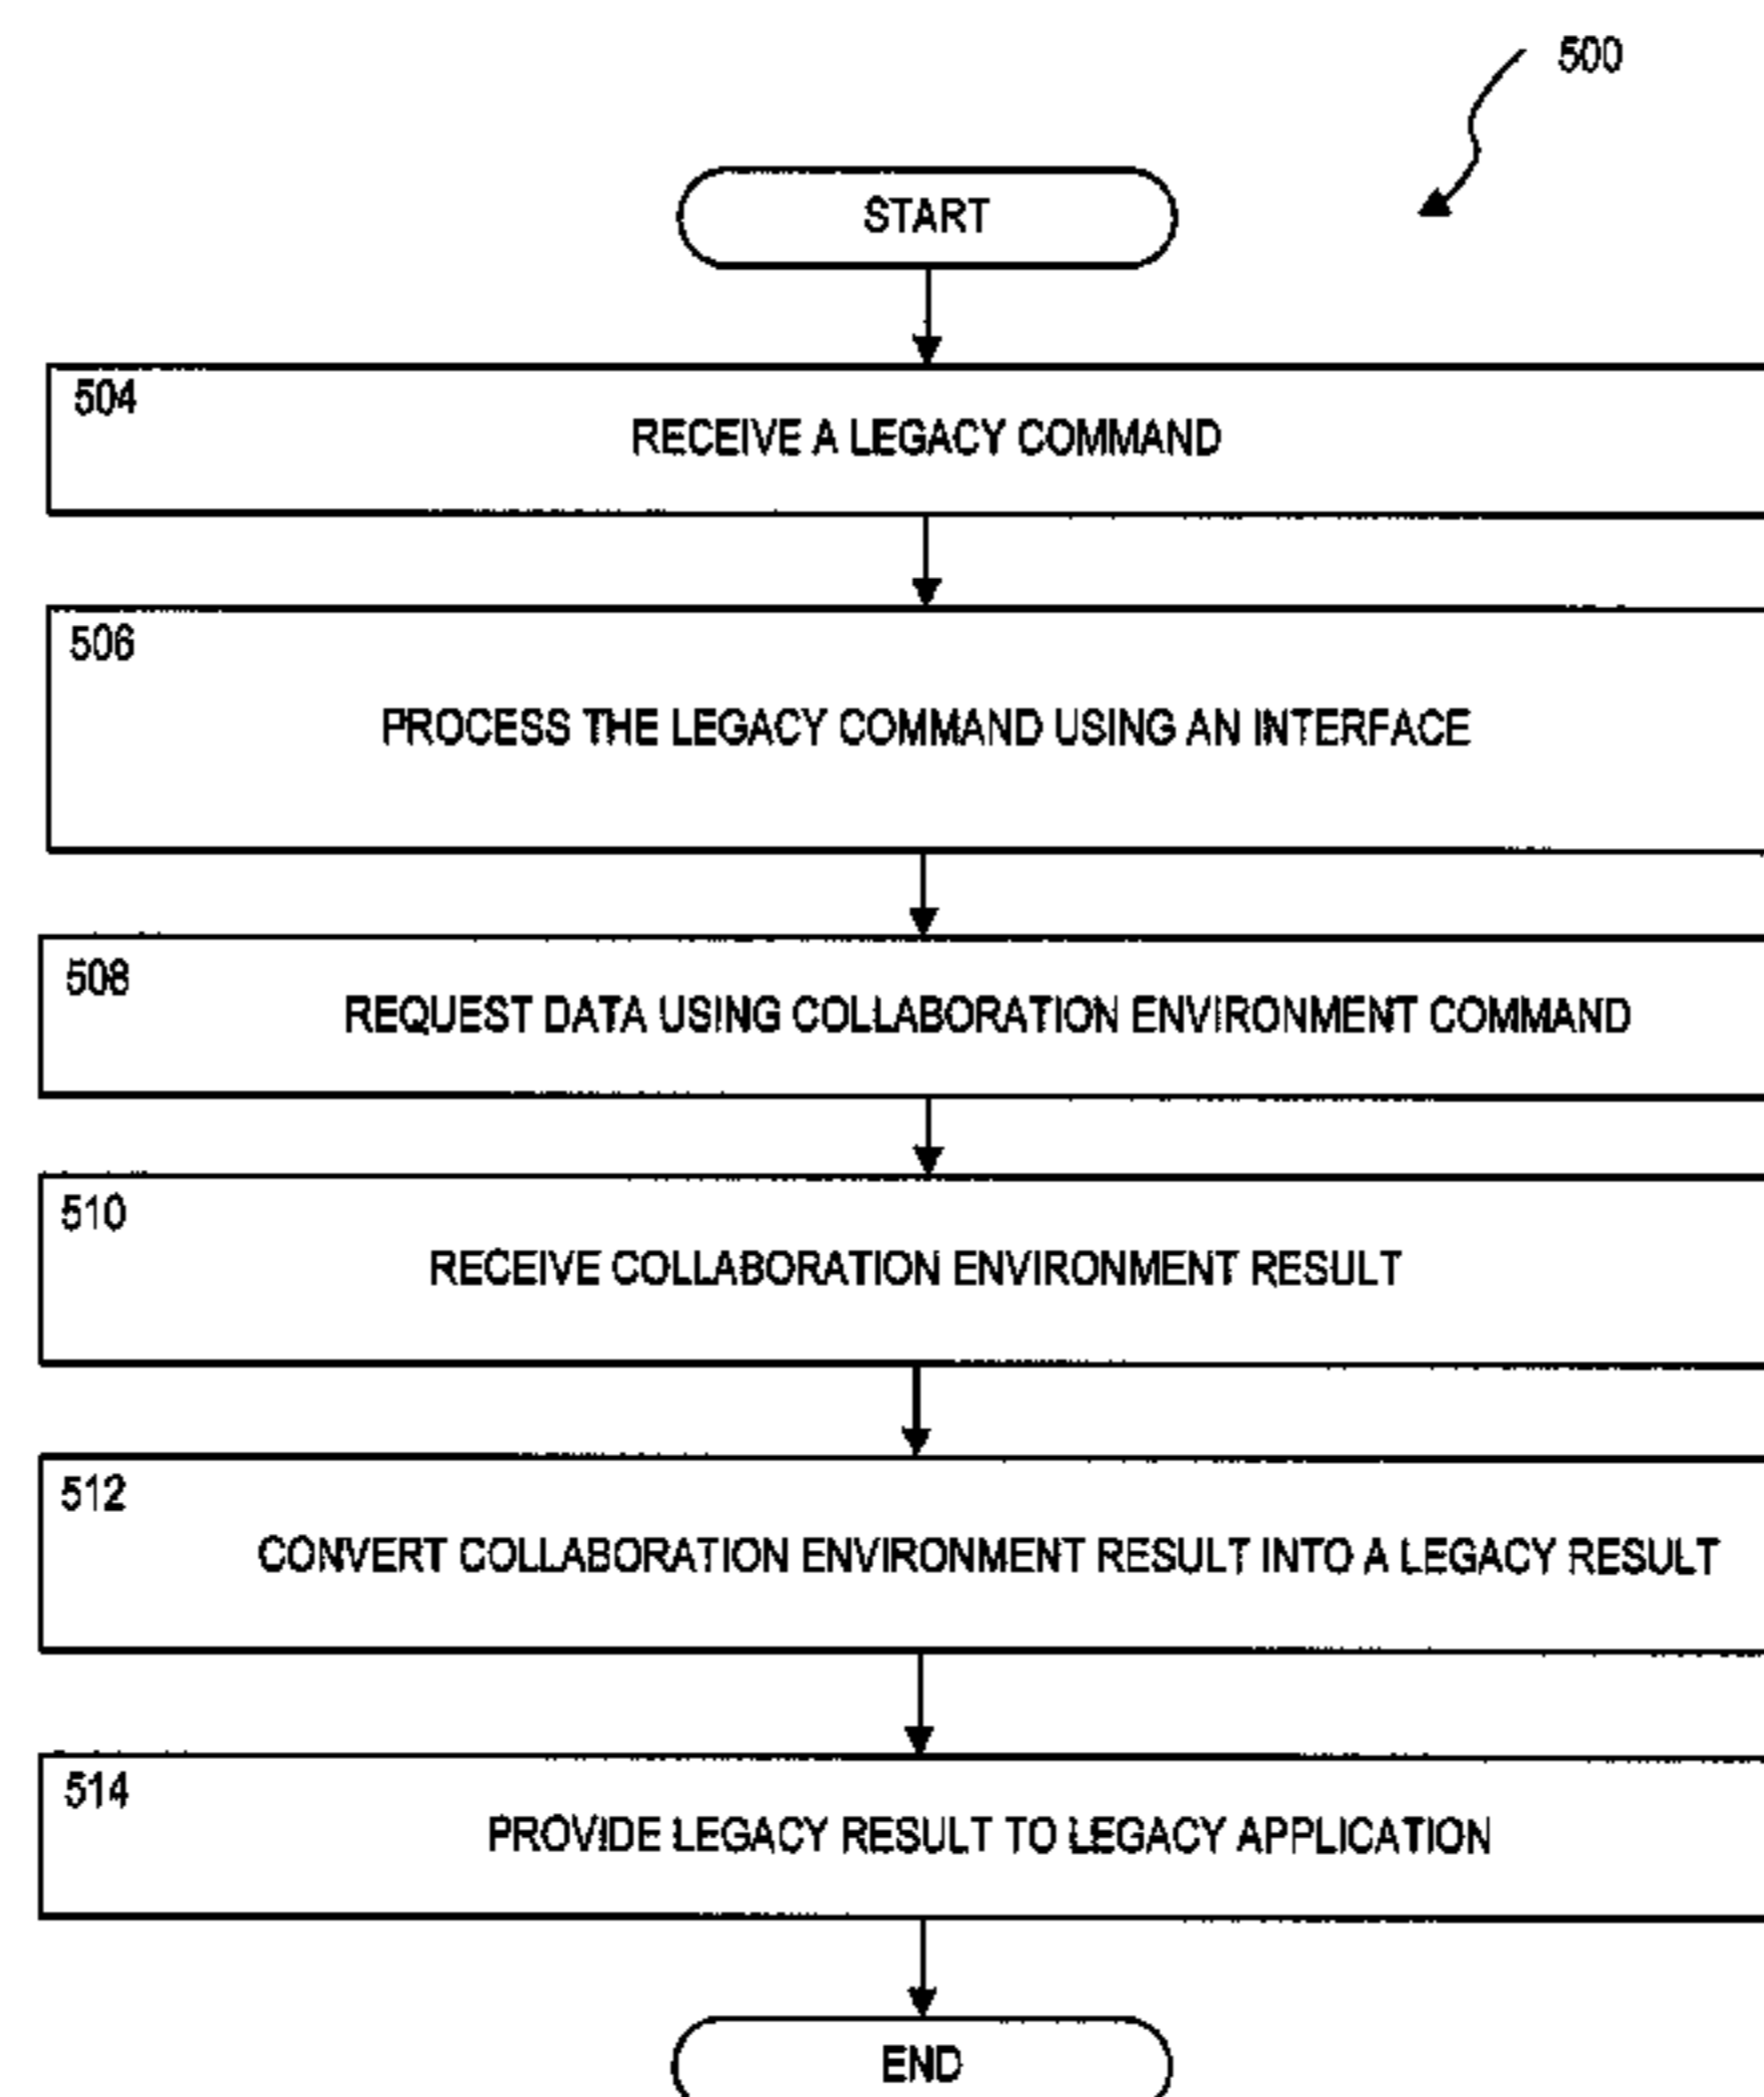 500
START
504
RECEIVE A LEGACY COMMAND
506
PROCESS THE LEGACY COMMAND USING AN INTERFACE
508
REQUEST DATA USING COLLABORATION ENVIRONMENT COMMAND
510
RECEIVE COLLABORATION ENVIRONMENT RESULT
512
CONVERT COLLABORATION ENVIRONMENT RESULT INTO A LEGACY RESULT
514
PROVIDE LEGACY RESULT TO LEGACY APPLICATION
END